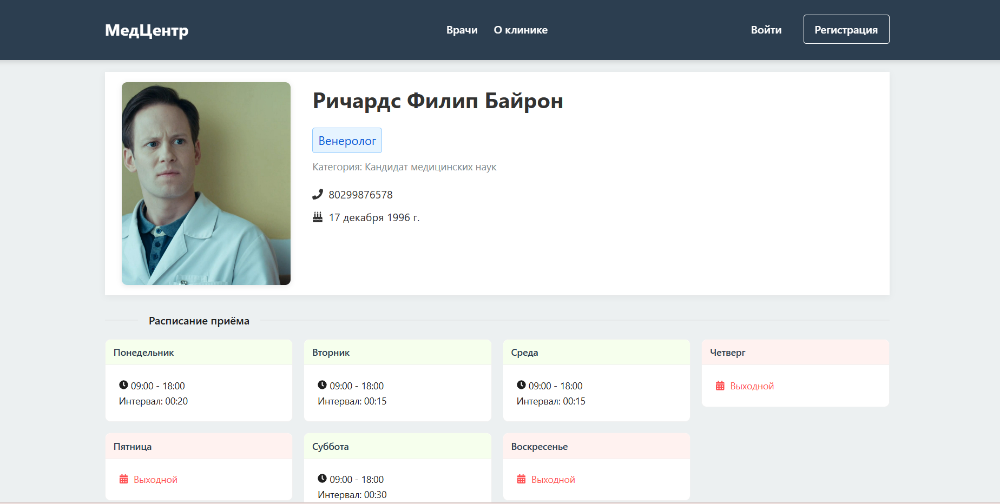 МедЦентр
Врачи О клинике
Войти Регистрация
Ричардс Филип Байрон
Венеролог
Категория: Кандидат медицинских наук
80299876578
17 декабря 1996 г.
Расписание приёма
Понедельник
09:00 - 18:00
Интервал: 00:20
Вторник
09:00 - 18:00
Интервал: 00:15
Среда
09:00 - 18:00
Интервал: 00:15
Четверг
Выходной
Пятница
Выходной
Суббота
09:00 - 18:00
Интервал: 00:30
Воскресенье
Выходной